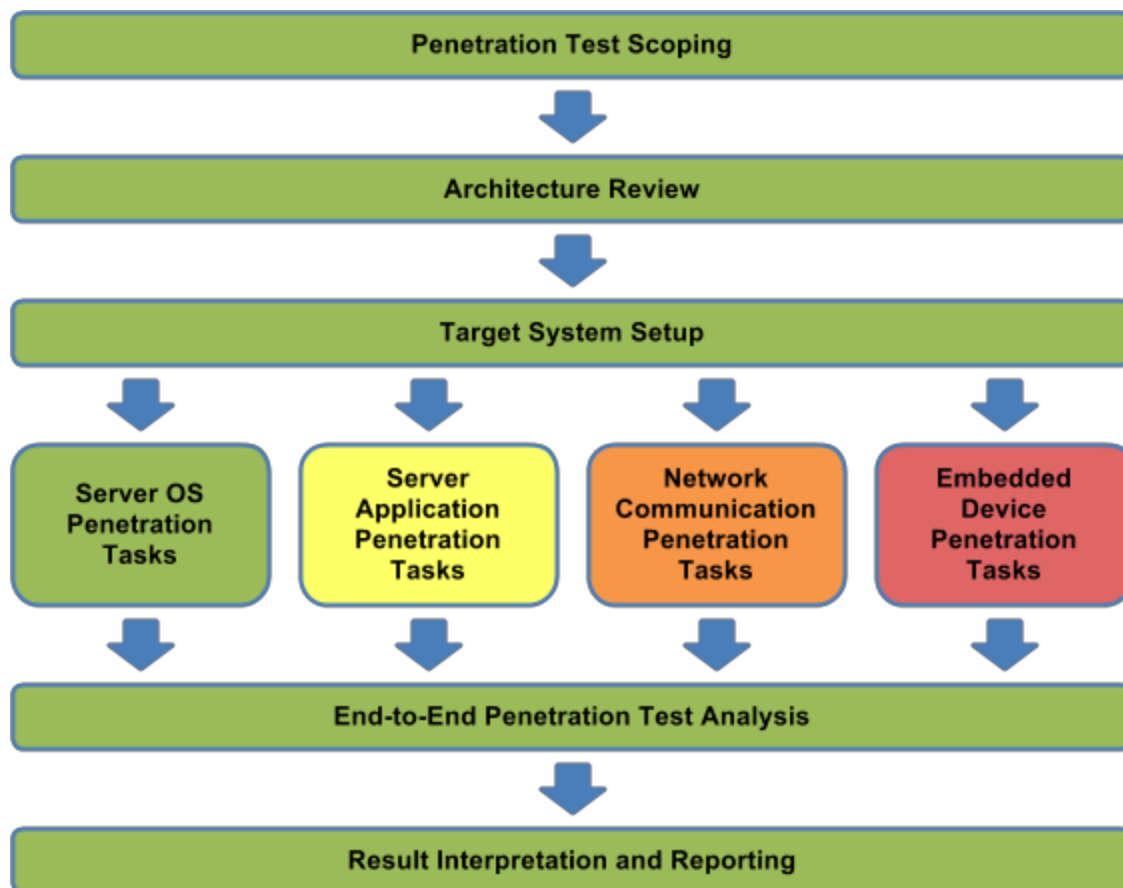 Penetration Test Scoping
Architecture Review
Target System Setup
Server OS
Penetration
Tasks
Server
Application
Penetration
Tasks
Network
Communication
Penetration
Tasks
Embedded
Device
Penetration
Tasks
End-to-End Penetration Test Analysis
Result Interpretation and Reporting